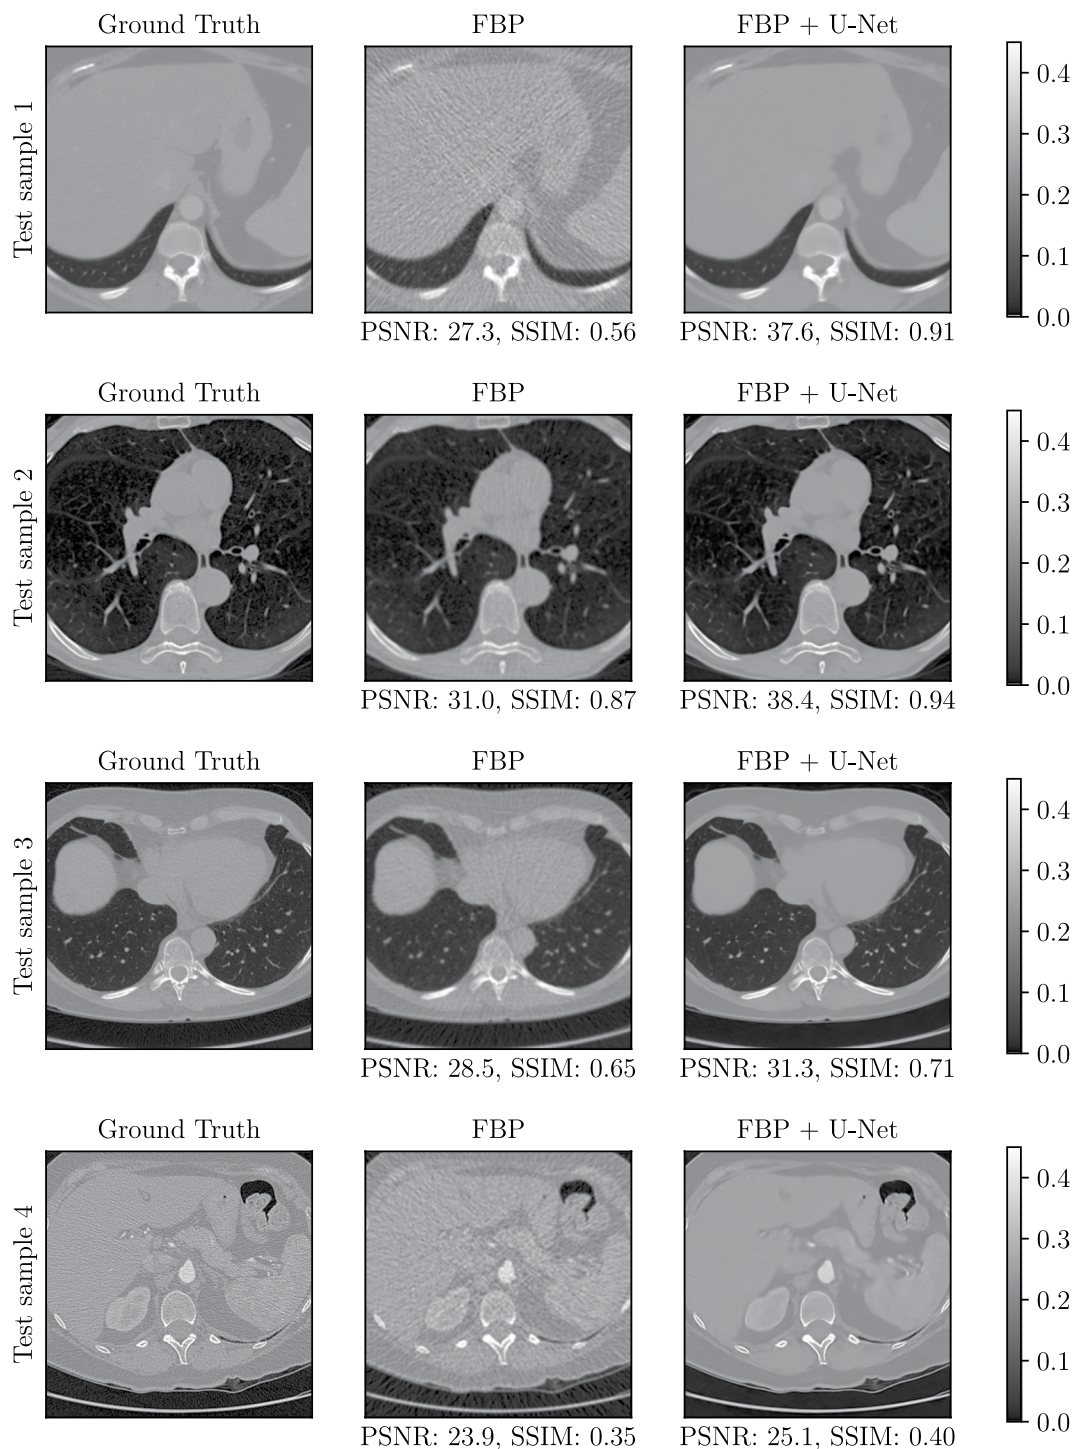 Ground Truth FBP FBP + U-Net
Test sample 1
0.4
0.3
0.2
0.1
0.0
PSNR: 27.3, SSIM: 0.56 PSNR: 37.6, SSIM: 0.91
Ground Truth FBP FBP + U-Net
Test sample 2
0.4
0.3
0.2
0.1
0.0
PSNR: 31.0, SSIM: 0.87 PSNR: 38.4, SSIM: 0.94
Ground Truth FBP FBP + U-Net
Test sample 3
0.4
0.3
0.2
0.1
0.0
PSNR: 28.5, SSIM: 0.65 PSNR: 31.3, SSIM: 0.71
Ground Truth FBP FBP + U-Net
Test sample 4
0.4
0.3
0.2
0.1
0.0
PSNR: 23.9, SSIM: 0.35 PSNR: 25.1, SSIM: 0.40